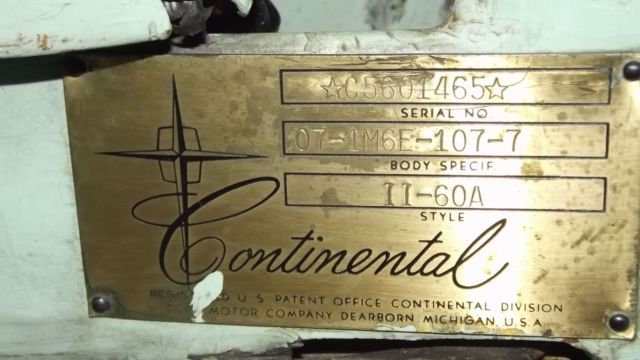 ☆C5601465☆
SERIAL NO.
07-1M6E-107-7
BODY SPECIF.
II-60A
STYLE
Continental
U S PATENT OFFICE CONTINENTAL DIVISION
MOTOR COMPANY DEARBORN MICHIGAN, U.S.A.